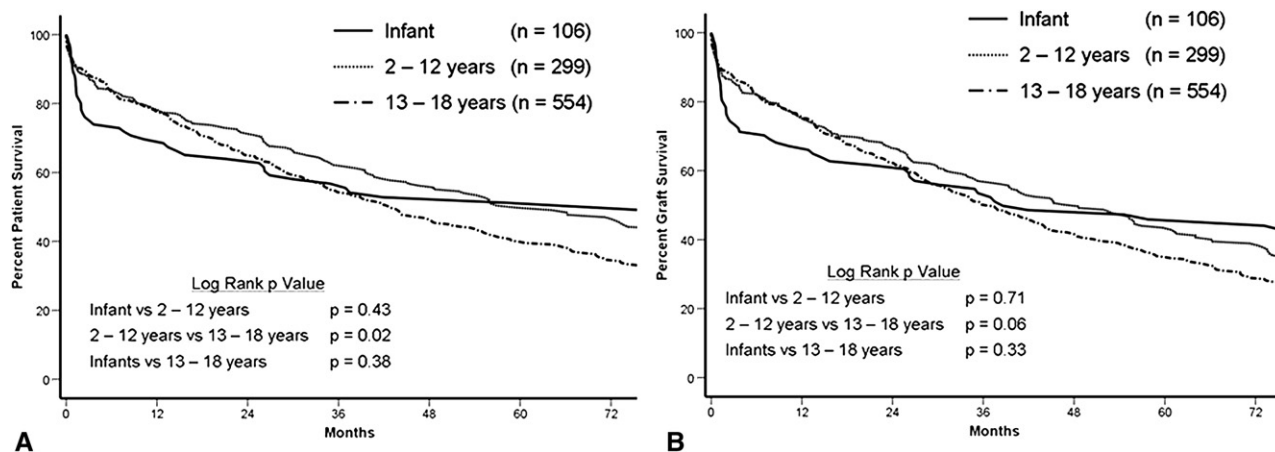 Infant (n = 106)
2 – 12 years (n = 299)
13 – 18 years (n = 554)
Percent Patient Survival
100
80
60
40
20
0
Log Rank p Value
Infant vs 2 – 12 years p = 0.43
2 – 12 years vs 13 – 18 years p = 0.02
Infants vs 13 – 18 years p = 0.38
0 12 24 36 48 60 72
Months
A
Infant (n = 106)
2 – 12 years (n = 299)
13 – 18 years (n = 554)
Percent Graft Survival
100
80
60
40
20
0
Log Rank p Value
Infant vs 2 – 12 years p = 0.71
2 – 12 years vs 13 – 18 years p = 0.06
Infants vs 13 – 18 years p = 0.33
0 12 24 36 48 60 72
Months
B